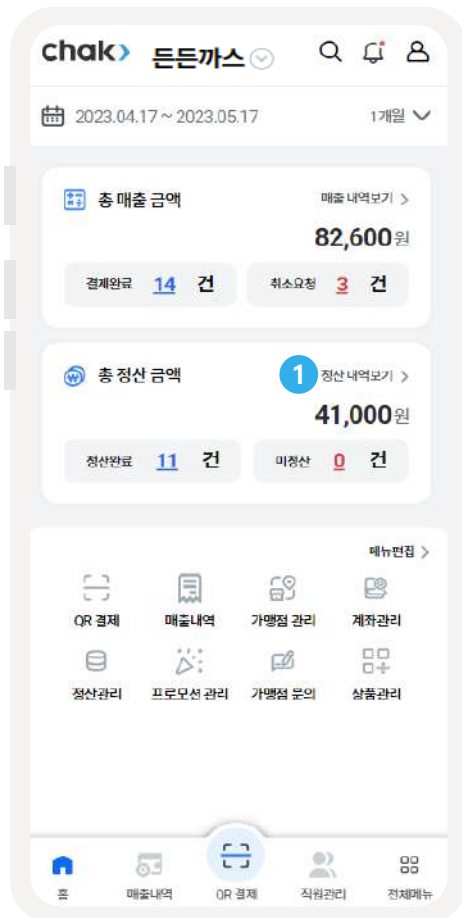 chak> 든든까스
2023.04.17 ~ 2023.05.17 1개월
총 매출 금액 매출 내역보기 >
82,600원
결제완료 14 건 취소요청 3 건
총 정산 금액 1 정산 내역보기 >
41,000원
정산완료 11 건 미정산 0 건
메뉴편집 >
QR 결제 매출내역 가맹점 관리 계좌관리
정산관리 프로모션 관리 가맹점 문의 상품관리
홈 매출내역 QR 결제 직원관리 전체메뉴